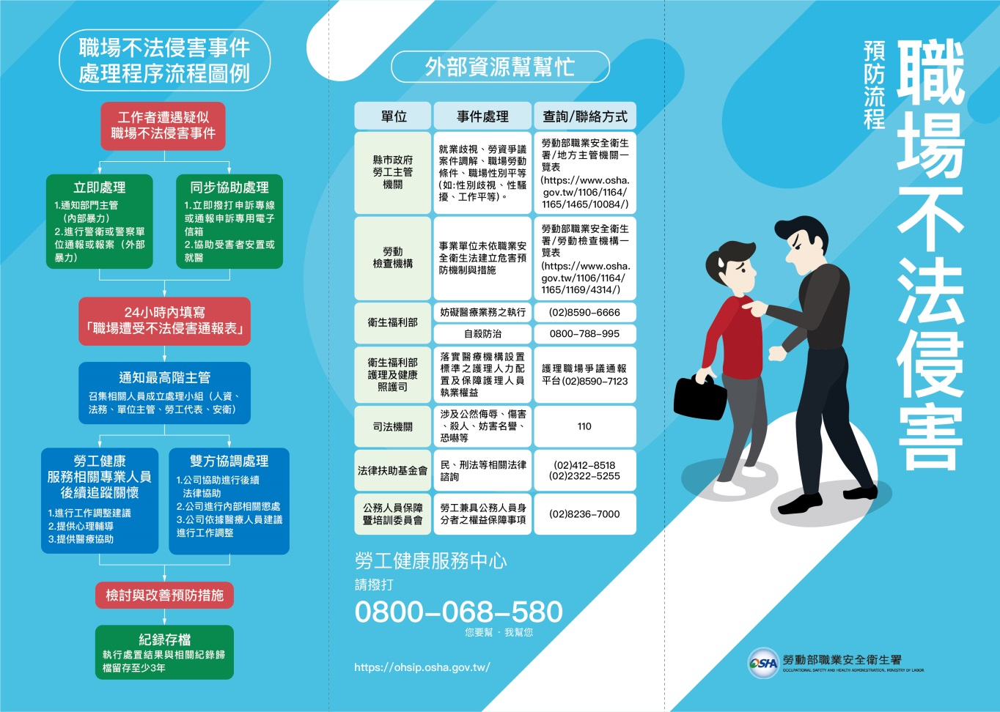 職場不法侵害事件
處理程序流程圖例
工作者遭遇疑似
職場不法侵害事件
立即處理
1.通知部門主管
（內部暴力）
2.進行警衛或警察單
位通報或報案（外部
暴力）
同步協助處理
1.立即撥打申訴專線
或通報申訴專用電子
信箱
2.協助受害者安置或
就醫
24小時內填寫
「職場遭受不法侵害通報表」
通知最高階主管
召集相關人員成立處理小組（人資、
法務、單位主管、勞工代表、安衛）
勞工健康
服務相關專業人員
後續追蹤關懷
1.進行工作調整建議
2.提供心理輔導
3.提供醫療協助
雙方協調處理
1.公司協助進行後續
法律協助
2.公司進行內部相關懲處
3.公司依據醫療人員建議
進行工作調整
檢討與改善預防措施
紀錄存檔
執行處置結果與相關紀錄歸
檔留存至少3年
外部資源幫幫忙
單位
事件處理
查詢/聯絡方式
縣市政府
勞工主管
機關
就業歧視、勞資爭議
案件調解、職場勞動
條件、職場性別平等
(如:性別歧視、性騷
擾、工作平等)。
勞動部職業安全衛生
署/地方主管機關一
覽表
(https://www.osha.
gov.tw/1106/1164/
1165/1465/10084/)
勞動
檢查機構
事業單位未依職業安
全衛生法建立危害預
防機制與措施
勞動部職業安全衛生
署/勞動檢查機構一
覽表
(https://www.osha.
gov.tw/1106/1164/
1165/1169/4314/)
衛生福利部
妨礙醫療業務之執行
(02)8590-6666
自殺防治
0800-788-995
衛生福利部
護理及健康
照護司
落實醫療機構設置
標準之護理人力配
置及保障護理人員
執業權益
護理職場爭議通報
平台(02)8590-7123
司法機關
涉及公然侮辱、傷害
、殺人、妨害名譽、
恐嚇等
110
法律扶助基金會
民、刑法等相關法律
諮詢
(02)412-8518
(02)2322-5255
公務人員保障
暨培訓委員會
勞工兼具公務人員身
分者之權益保障事項
(02)8236-7000
勞工健康服務中心
請撥打
0800-068-580
您要幫·我幫您
https://ohsip.osha.gov.tw/
職場不法侵害
預防流程
OSHA
勞動部職業安全衛生署
OCCUPATIONAL SAFETY AND HEALTH ADMINISTRATION, MINISTRY OF LABOR